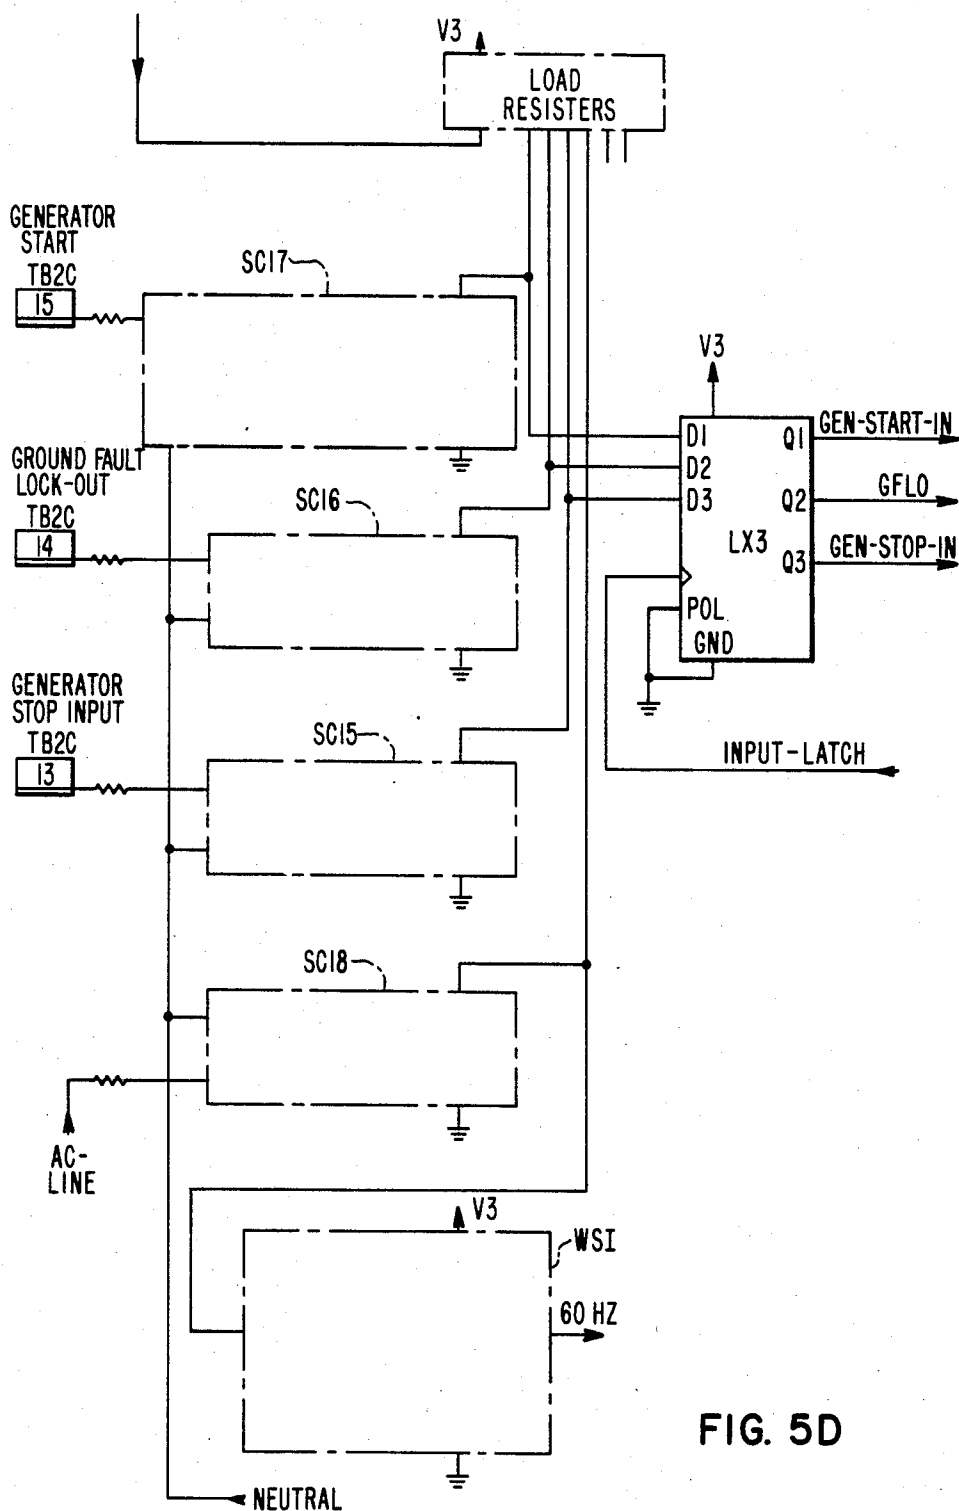 V3
LOAD
RESISTERS
GENERATOR
START
TB2C
15
SC17
V3
D1
D2
D3
Q1
Q2
Q3
LX3
POL
GND
GEN-START-IN
GFLO
GEN-STOP-IN
GROUND FAULT
LOCK-OUT
TB2C
14
SC16
GENERATOR
STOP INPUT
TB2C
13
SC15
INPUT-LATCH
SC18
AC-
LINE
V3
WS1
60 HZ
FIG. 5D
NEUTRAL